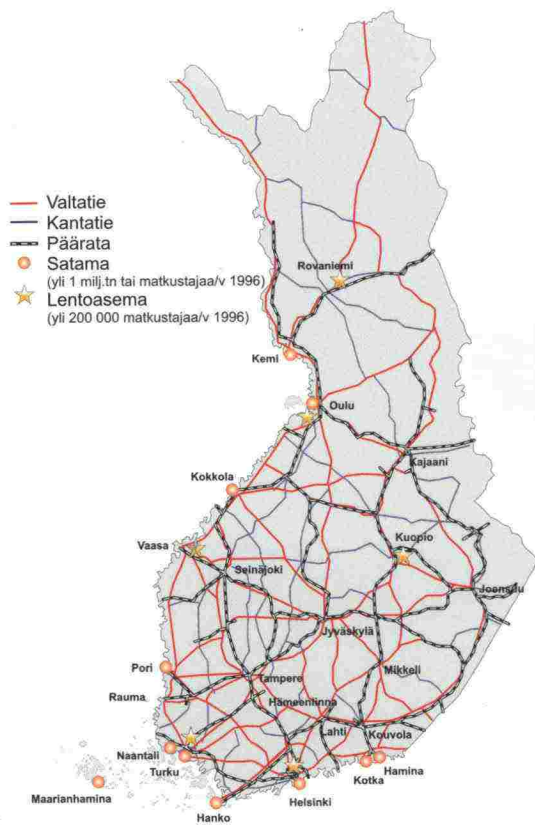 Valtatie
Kantatie
Päärata
Satama
(yli 1 milj.tn tai matkustajaa/v 1996)
Lentoasema
(yli 200 000 matkustajaa/v 1996)
Rovaniemi
Kemi
Oulu
Kajaani
Kokkola
Vaasa
Kuopio
Seinäjoki
Joensuu
Jyväskylä
Pori
Mikkeli
Tampere
Rauma
Hämeenlinna
Lahti
Kouvola
Naantali
Turku
Hamina
Kotka
Maarianhamina
Helsinki
Hanko